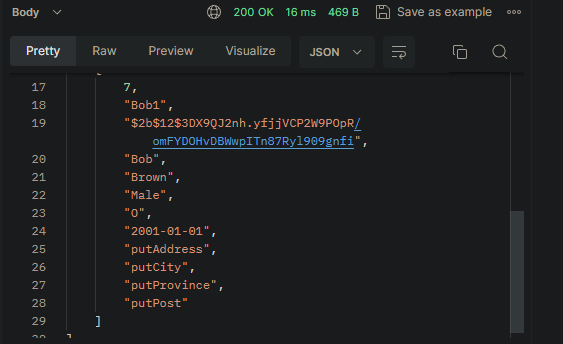 Body 200 OK 16 ms 469 B Save as example
Pretty Raw Preview Visualize JSON
17 7,
18 "Bob1",
19 "$2b$12$3DX9QJ2nh.yfjjVCP2W9POpR/
omFYDOHvDBWwpITn87Ryl909gnfi",
20 "Bob",
21 "Brown",
22 "Male",
23 "O",
24 "2001-01-01",
25 "putAddress",
26 "putCity",
27 "putProvince",
28 "putPost"
29 ]